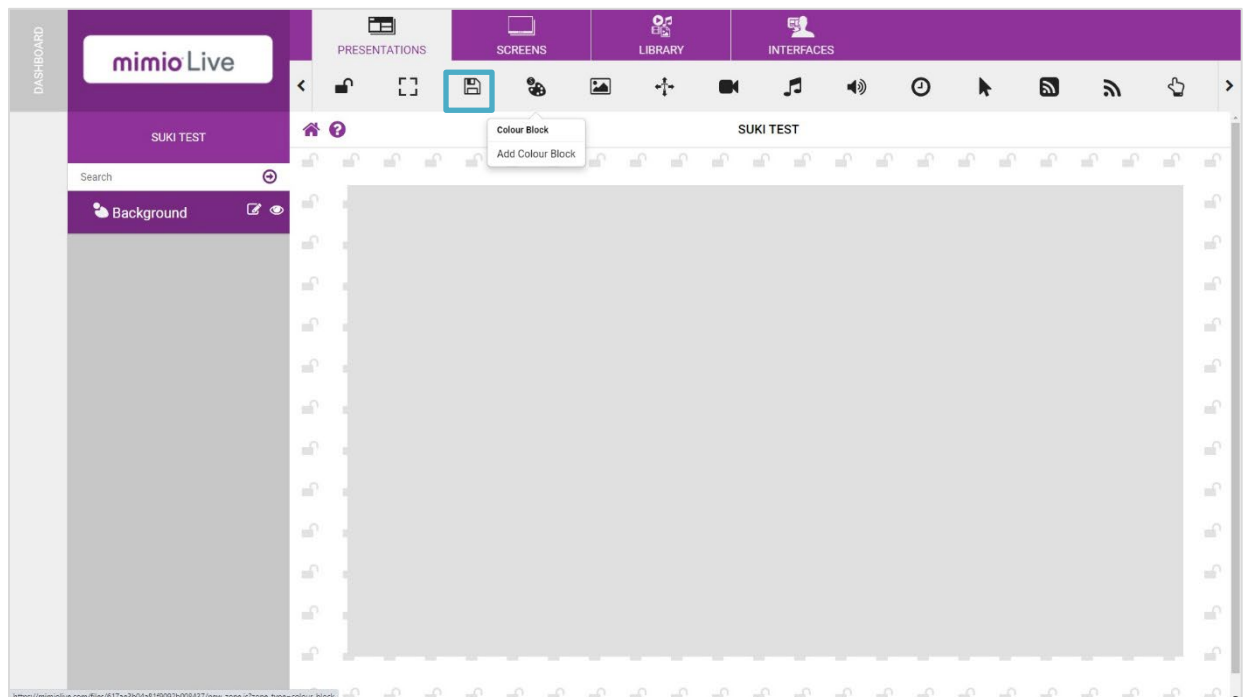 DASHBOARD
mimio Live
PRESENTATIONS
SCREENS
LIBRARY
INTERFACES
SUKI TEST
Search
Background
SUKI TEST
Colour Block
Add Colour Block